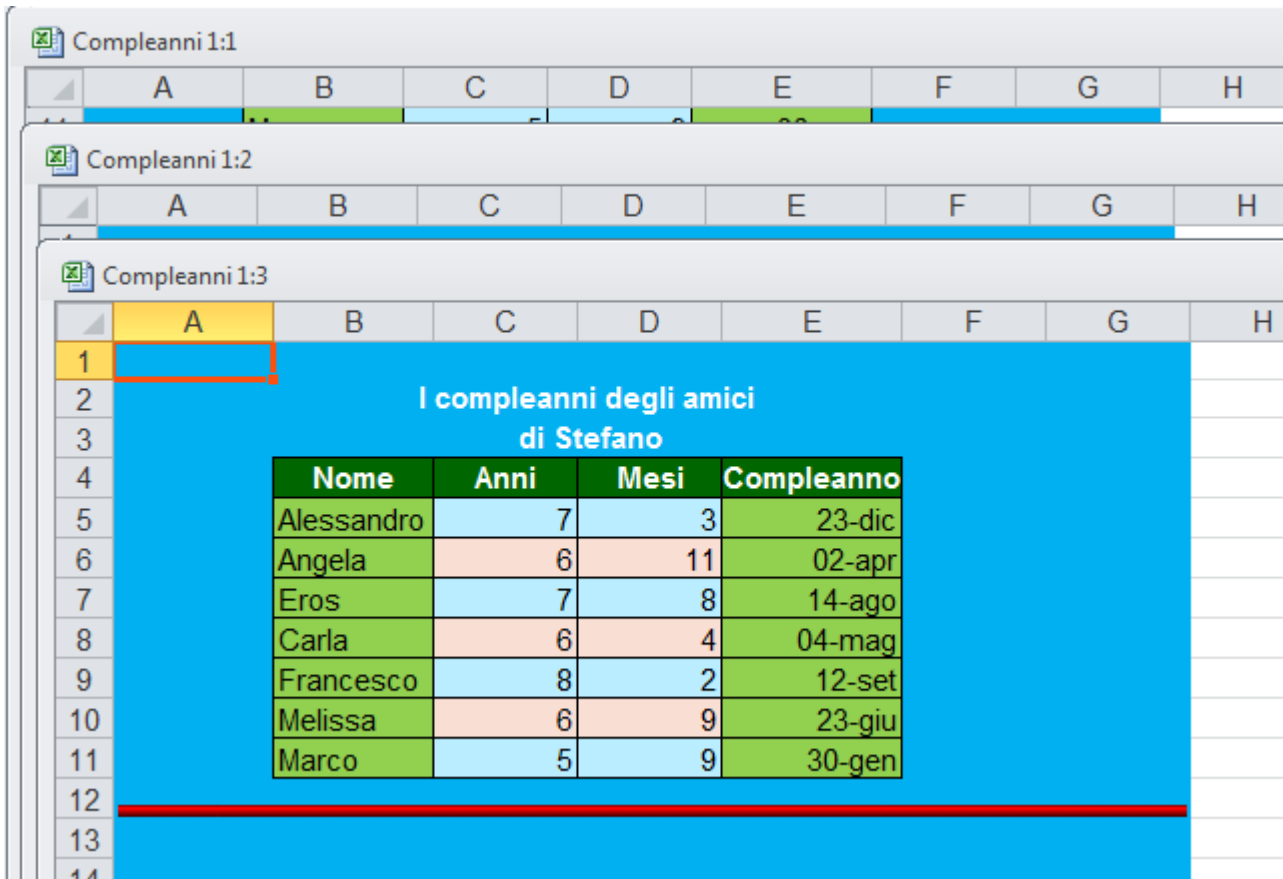 Compleanni 1:1
A B C D E F G H
Compleanni 1:2
A B C D E F G H
Compleanni 1:3
A B C D E F G H
1
2 I compleanni degli amici
3 di Stefano
4 Nome Anni Mesi Compleanno
5 Alessandro 7 3 23-dic
6 Angela 6 11 02-apr
7 Eros 7 8 14-ago
8 Carla 6 4 04-mag
9 Francesco 8 2 12-set
10 Melissa 6 9 23-giu
11 Marco 5 9 30-gen
12
13
14